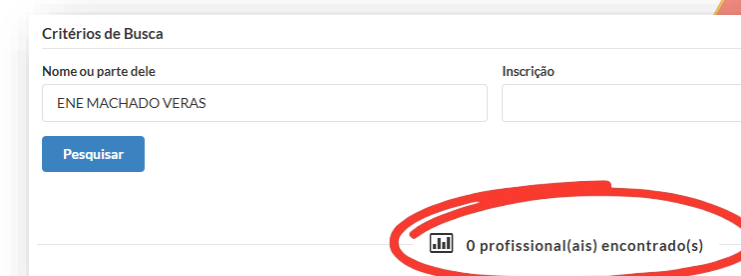 Critérios de Busca
Nome ou parte dele
Inscrição
ENE MACHADO VERAS
Pesquisar
0 profissional(ais) encontrado(s)